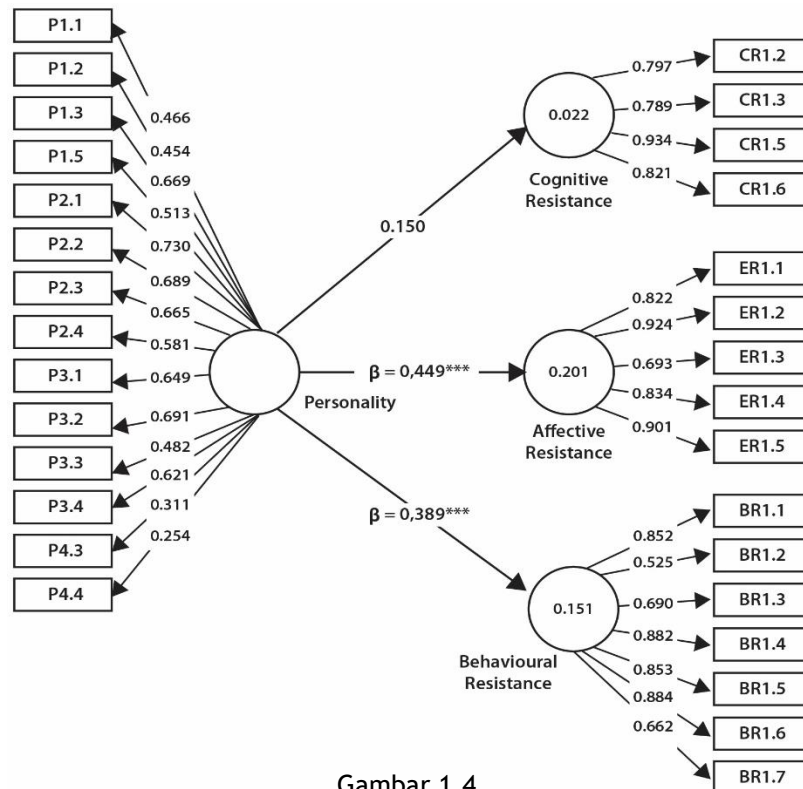 P1.1
P1.2
P1.3
P1.5
P2.1
P2.2
P2.3
P2.4
P3.1
P3.2
P3.3
P3.4
P4.3
P4.4
0.466
0.454
0.669
0.513
0.730
0.689
0.665
0.581
0.649
0.691
0.482
0.621
0.311
0.254
Personality
0.150
β = 0,449***
β = 0,389***
0.022
Cognitive
Resistance
0.797
0.789
0.934
0.821
CR1.2
CR1.3
CR1.5
CR1.6
0.201
Affective
Resistance
0.822
0.924
0.693
0.834
0.901
ER1.1
ER1.2
ER1.3
ER1.4
ER1.5
0.151
Behavioural
Resistance
0.852
0.525
0.690
0.882
0.853
0.884
0.662
BR1.1
BR1.2
BR1.3
BR1.4
BR1.5
BR1.6
BR1.7
Gambar 1.4